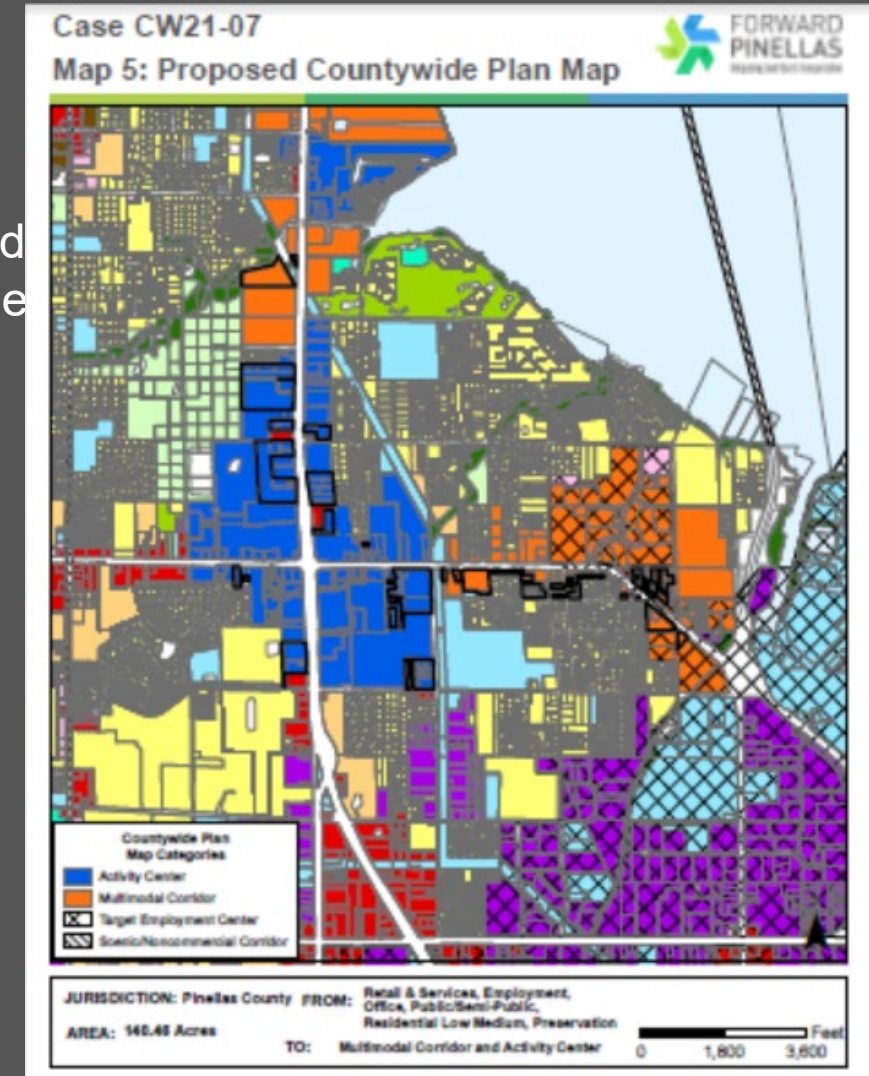 Case CW21-07
Map 5: Proposed Countywide Plan Map
FORWARD
PINELLAS
d
e
Countywide Plan
Map Categories
Activity Center
Multimodal Corridor
Target Employment Center
Scenic/Noncommercial Corridor
JURISDICTION: Pinellas County FROM: Retail & Services, Employment,
Office, Public/Semi-Public,
Residential Low Medium, Preservation
AREA: 140.46 Acres
TO: Multimodal Corridor and Activity Center
Feet
0 1,800 3,600